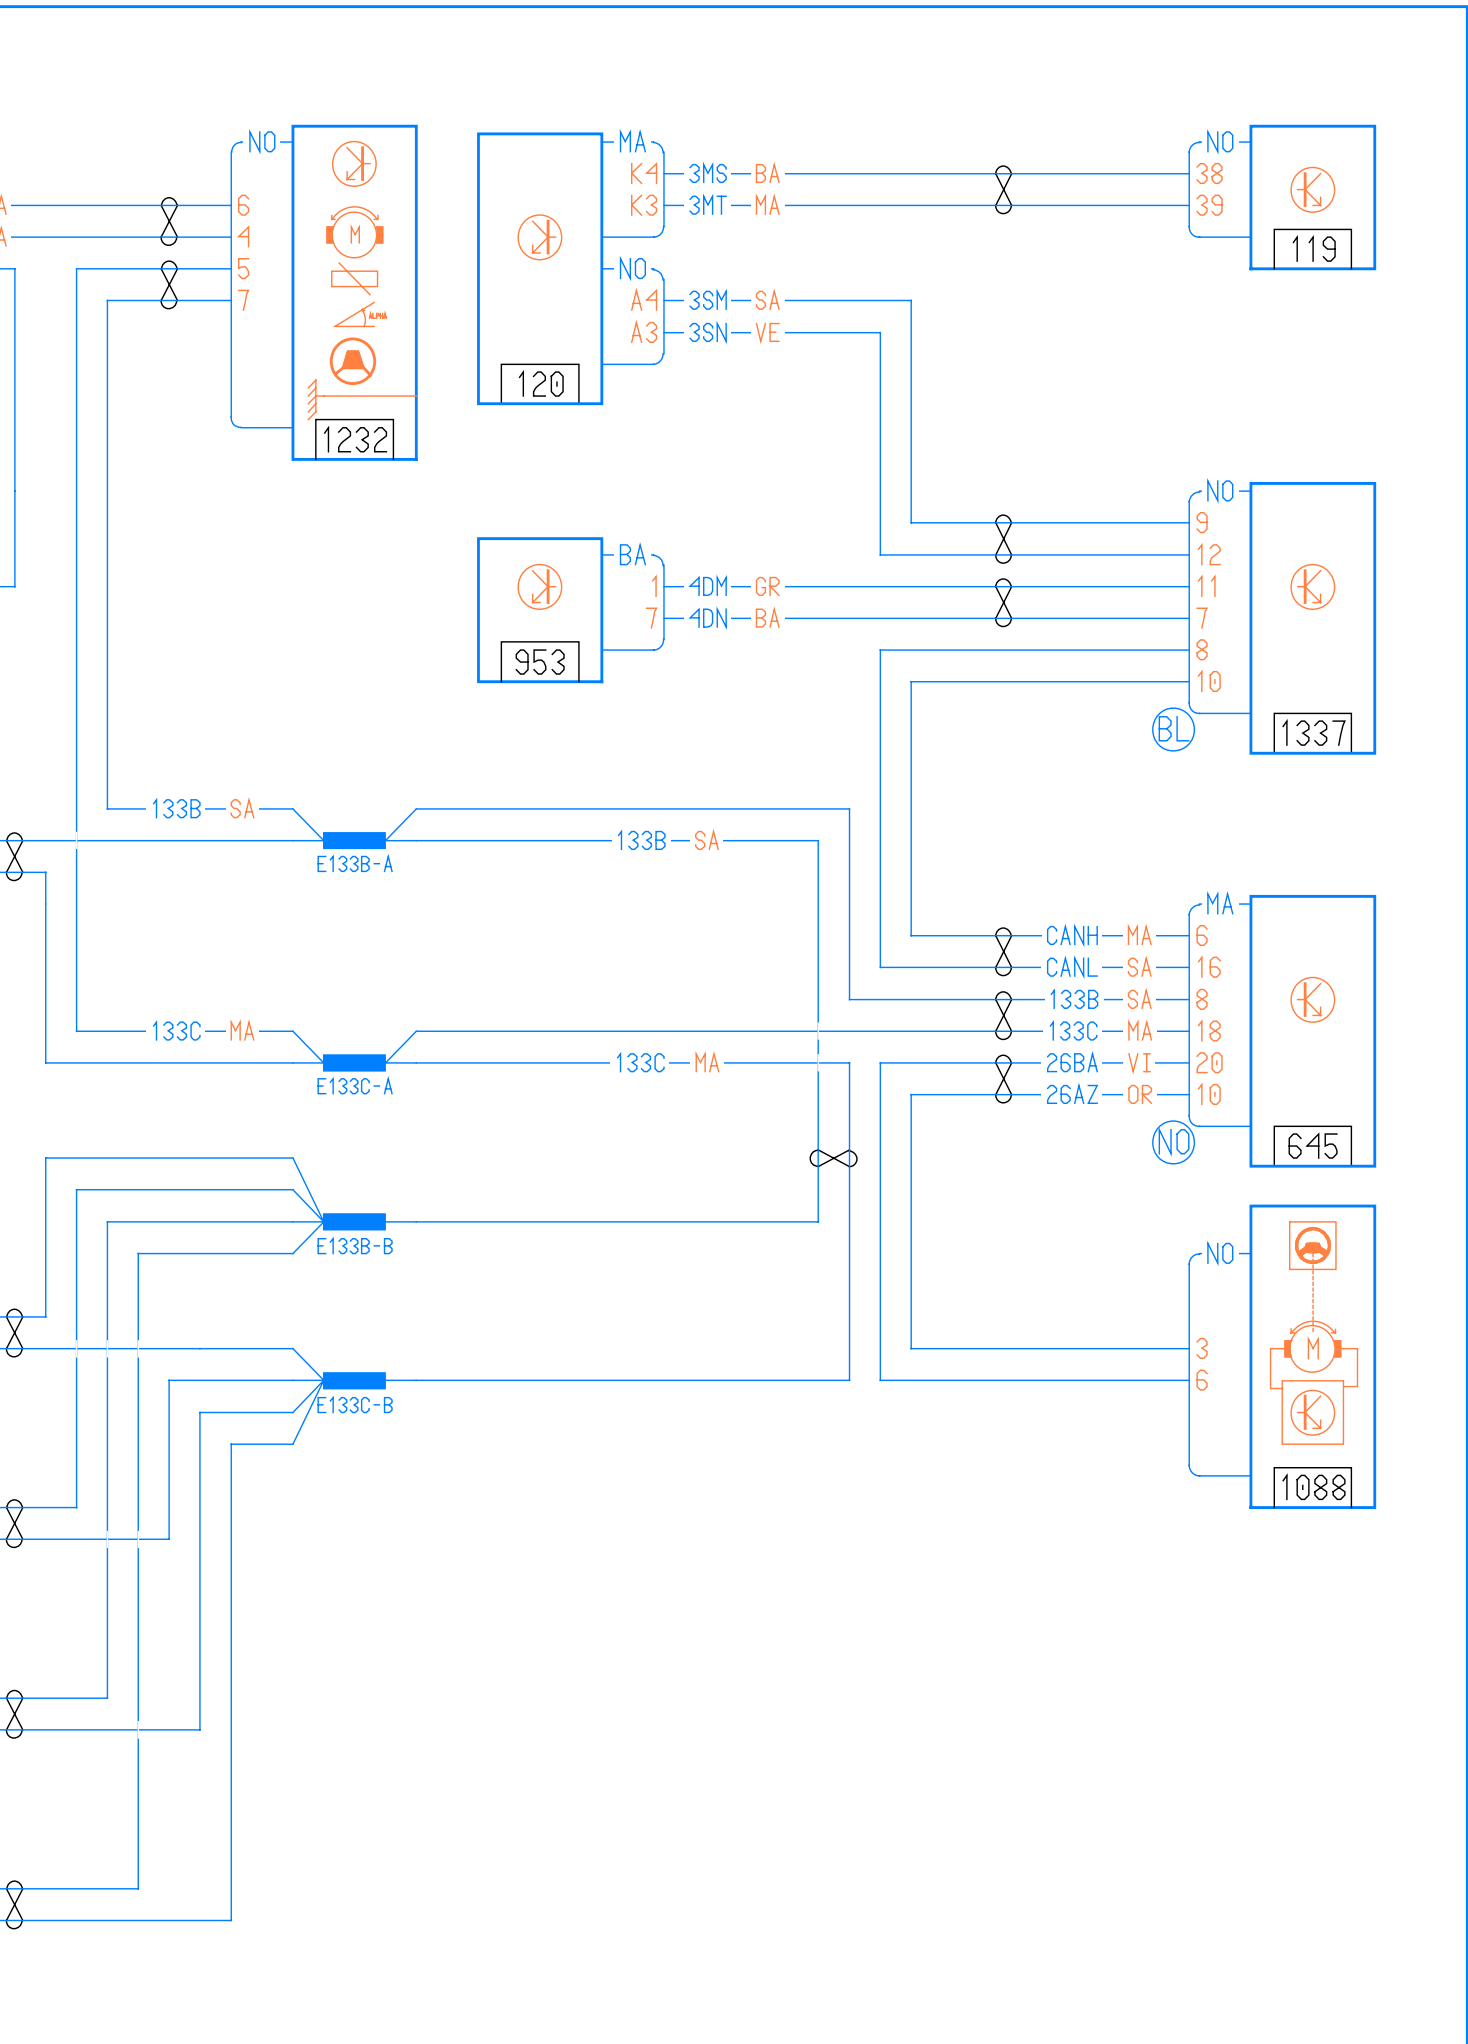 NO
6
4
5
7
M
ALPHA
1232
MA
K4 3MS BA
K3 3MT MA
NO
A4 3SM SA
A3 3SN VE
120
NO
38
39
119
BA
1 4DM GR
7 4DN BA
953
NO
9
12
11
7
8
10
BL
1337
133B SA
E133B-A
133B SA
133C MA
E133C-A
133C MA
MA
CANH MA 6
CANL SA 16
133B SA 8
133C MA 18
26BA VI 20
26AZ OR 10
NO
645
E133B-B
E133C-B
NO
3
6
M
1088